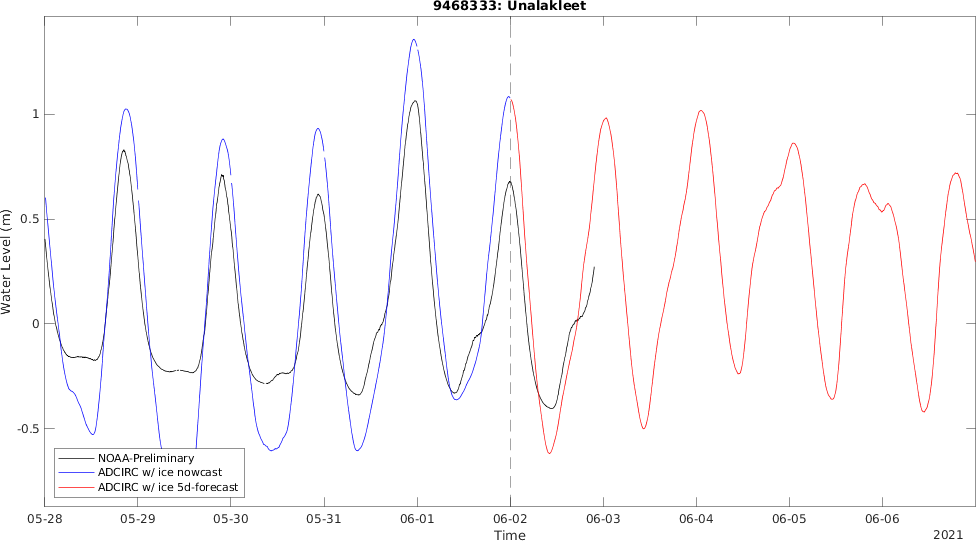 9468333: Unalakleet
Water Level (m)
1
0.5
0
-0.5
NOAA-Preliminary
ADCIRC w/ ice nowcast
ADCIRC w/ ice 5d-forecast
05-28 05-29 05-30 05-31 06-01 06-02 06-03 06-04 06-05 06-06
Time
2021